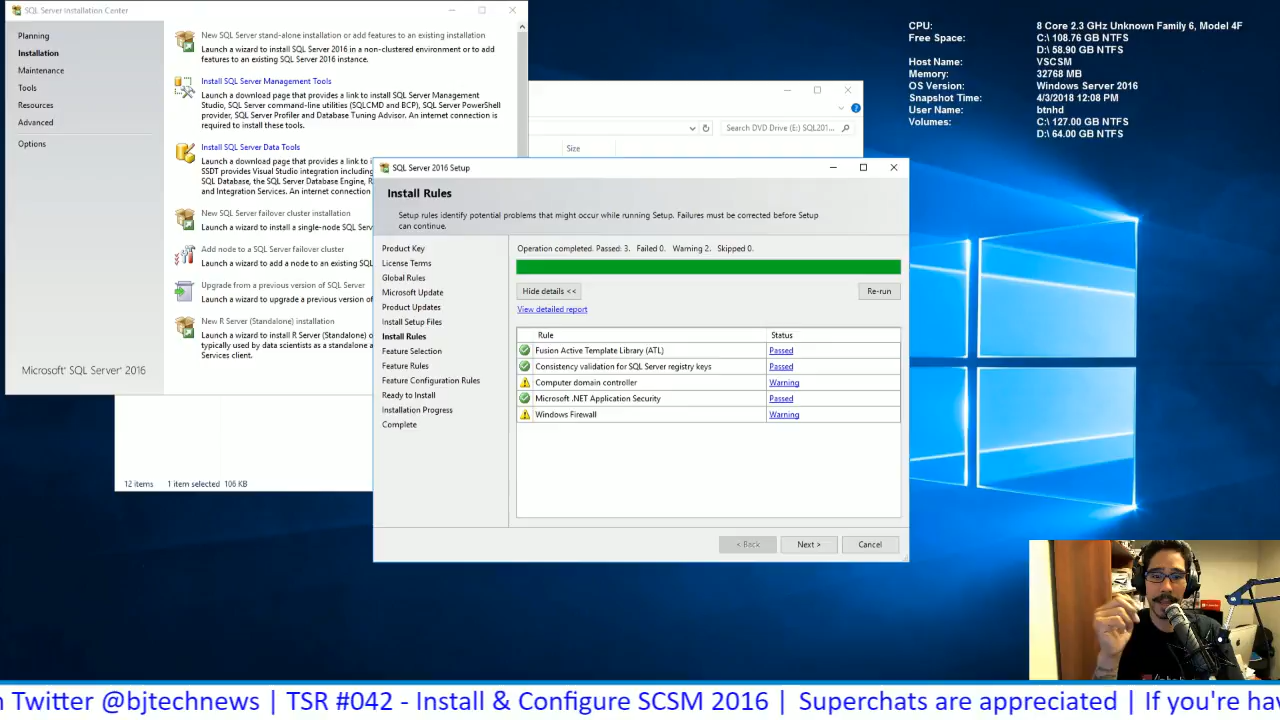 SQL Server Installation Center
Planning
Installation
Maintenance
Tools
Resources
Advanced
Options
Microsoft® SQL Server® 2016
New SQL Server stand-alone installation or add features to an existing installation
Launch a wizard to install SQL Server 2016 in a non-clustered environment or to add
features to an existing SQL Server 2016 instance.
Install SQL Server Management Tools
Launch a download page that provides a link to install SQL Server Management
Studio, SQL Server command-line utilities (SQLCMD and BCP), SQL Server PowerShell
provider, SQL Server Profiler and Database Tuning Advisor. An internet connection is
required to install these tools.
Install SQL Server Data Tools
Launch a download page that provides a link to
SSDT provides Visual Studio integration including
SQL Database, the SQL Server Database Engine, R
and Integration Services. An internet connection
New SQL Server failover cluster installation
Launch a wizard to install a single-node SQL
Add node to a SQL Server failover cluster
Launch a wizard to add a node to an existing SQL
Upgrade from a previous version of SQL Server
Launch a wizard to upgrade a previous version of
New R Server (Standalone) installation
Launch a wizard to install R Server (Standalone) o
typically used by data scientists as a standalone a
Services client.
Search DVD Drive (E:) SQL201...
Size
12 items 1 item selected 106 KB
SQL Server 2016 Setup
Install Rules
Setup rules identify potential problems that might occur while running Setup. Failures must be corrected before Setup
can continue.
Product Key
License Terms
Global Rules
Microsoft Update
Product Updates
Install Setup Files
Install Rules
Feature Selection
Feature Rules
Feature Configuration Rules
Ready to Install
Installation Progress
Complete
Operation completed. Passed: 3. Failed 0. Warning 2. Skipped 0.
Hide details <<
Re-run
View detailed report
Rule Status
Fusion Active Template Library (ATL) Passed
Consistency validation for SQL Server registry keys Passed
Computer domain controller Warning
Microsoft .NET Application Security Passed
Windows Firewall Warning
< Back Next > Cancel
CPU: 8 Core 2.3 GHz Unknown Family 6, Model 4F
Free Space: C:\ 108.76 GB NTFS
D:\ 58.90 GB NTFS
Host Name: VSCSM
Memory: 32768 MB
OS Version: Windows Server 2016
Snapshot Time: 4/3/2018 12:08 PM
User Name: btnhd
Volumes: C:\ 127.00 GB NTFS
D:\ 64.00 GB NTFS
n Twitter @bjtechnews | TSR #042 - Install & Configure SCSM 2016 | Superchats are appreciated | If you're ha